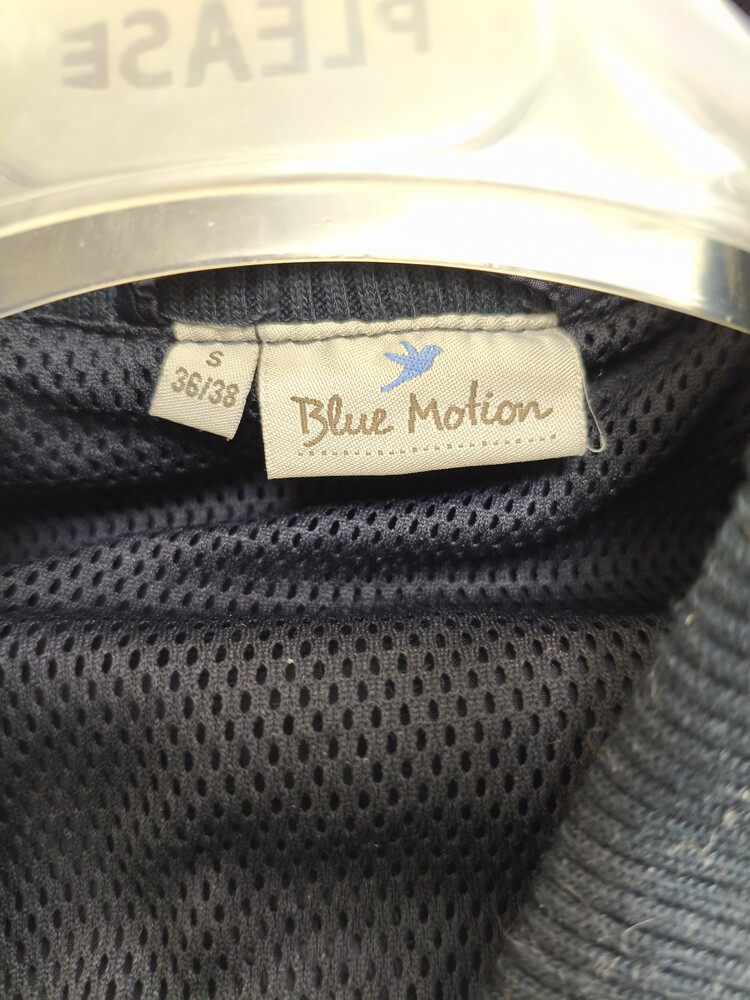 PLEASE
S
36/38
Blue Motion